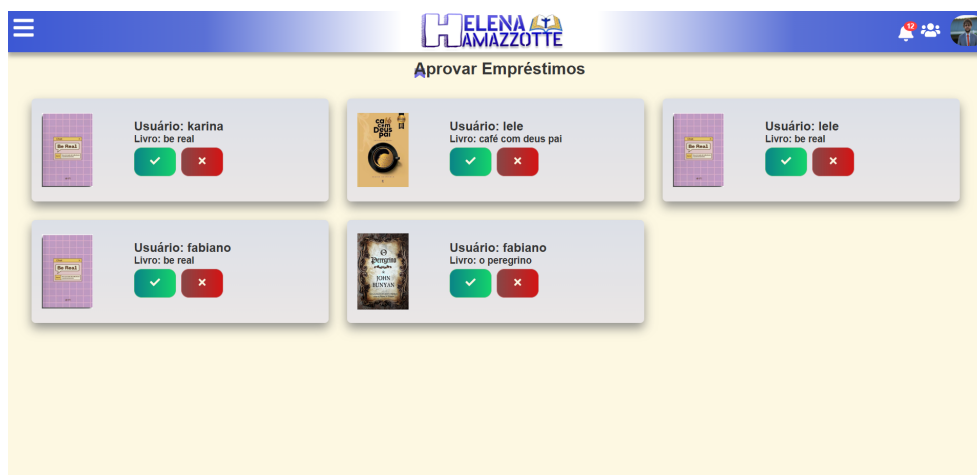 HELENA
RAMAZZOTTE
12
Aprovar Empréstimos
Be Real
Usuário: karina
Livro: be real
café
com
Deus
pai
Usuário: lele
Livro: café com deus pai
Be Real
Usuário: lele
Livro: be real
Be Real
Usuário: fabiano
Livro: be real
O
Peregrino
JOHN
BUNYAN
Usuário: fabiano
Livro: o peregrino